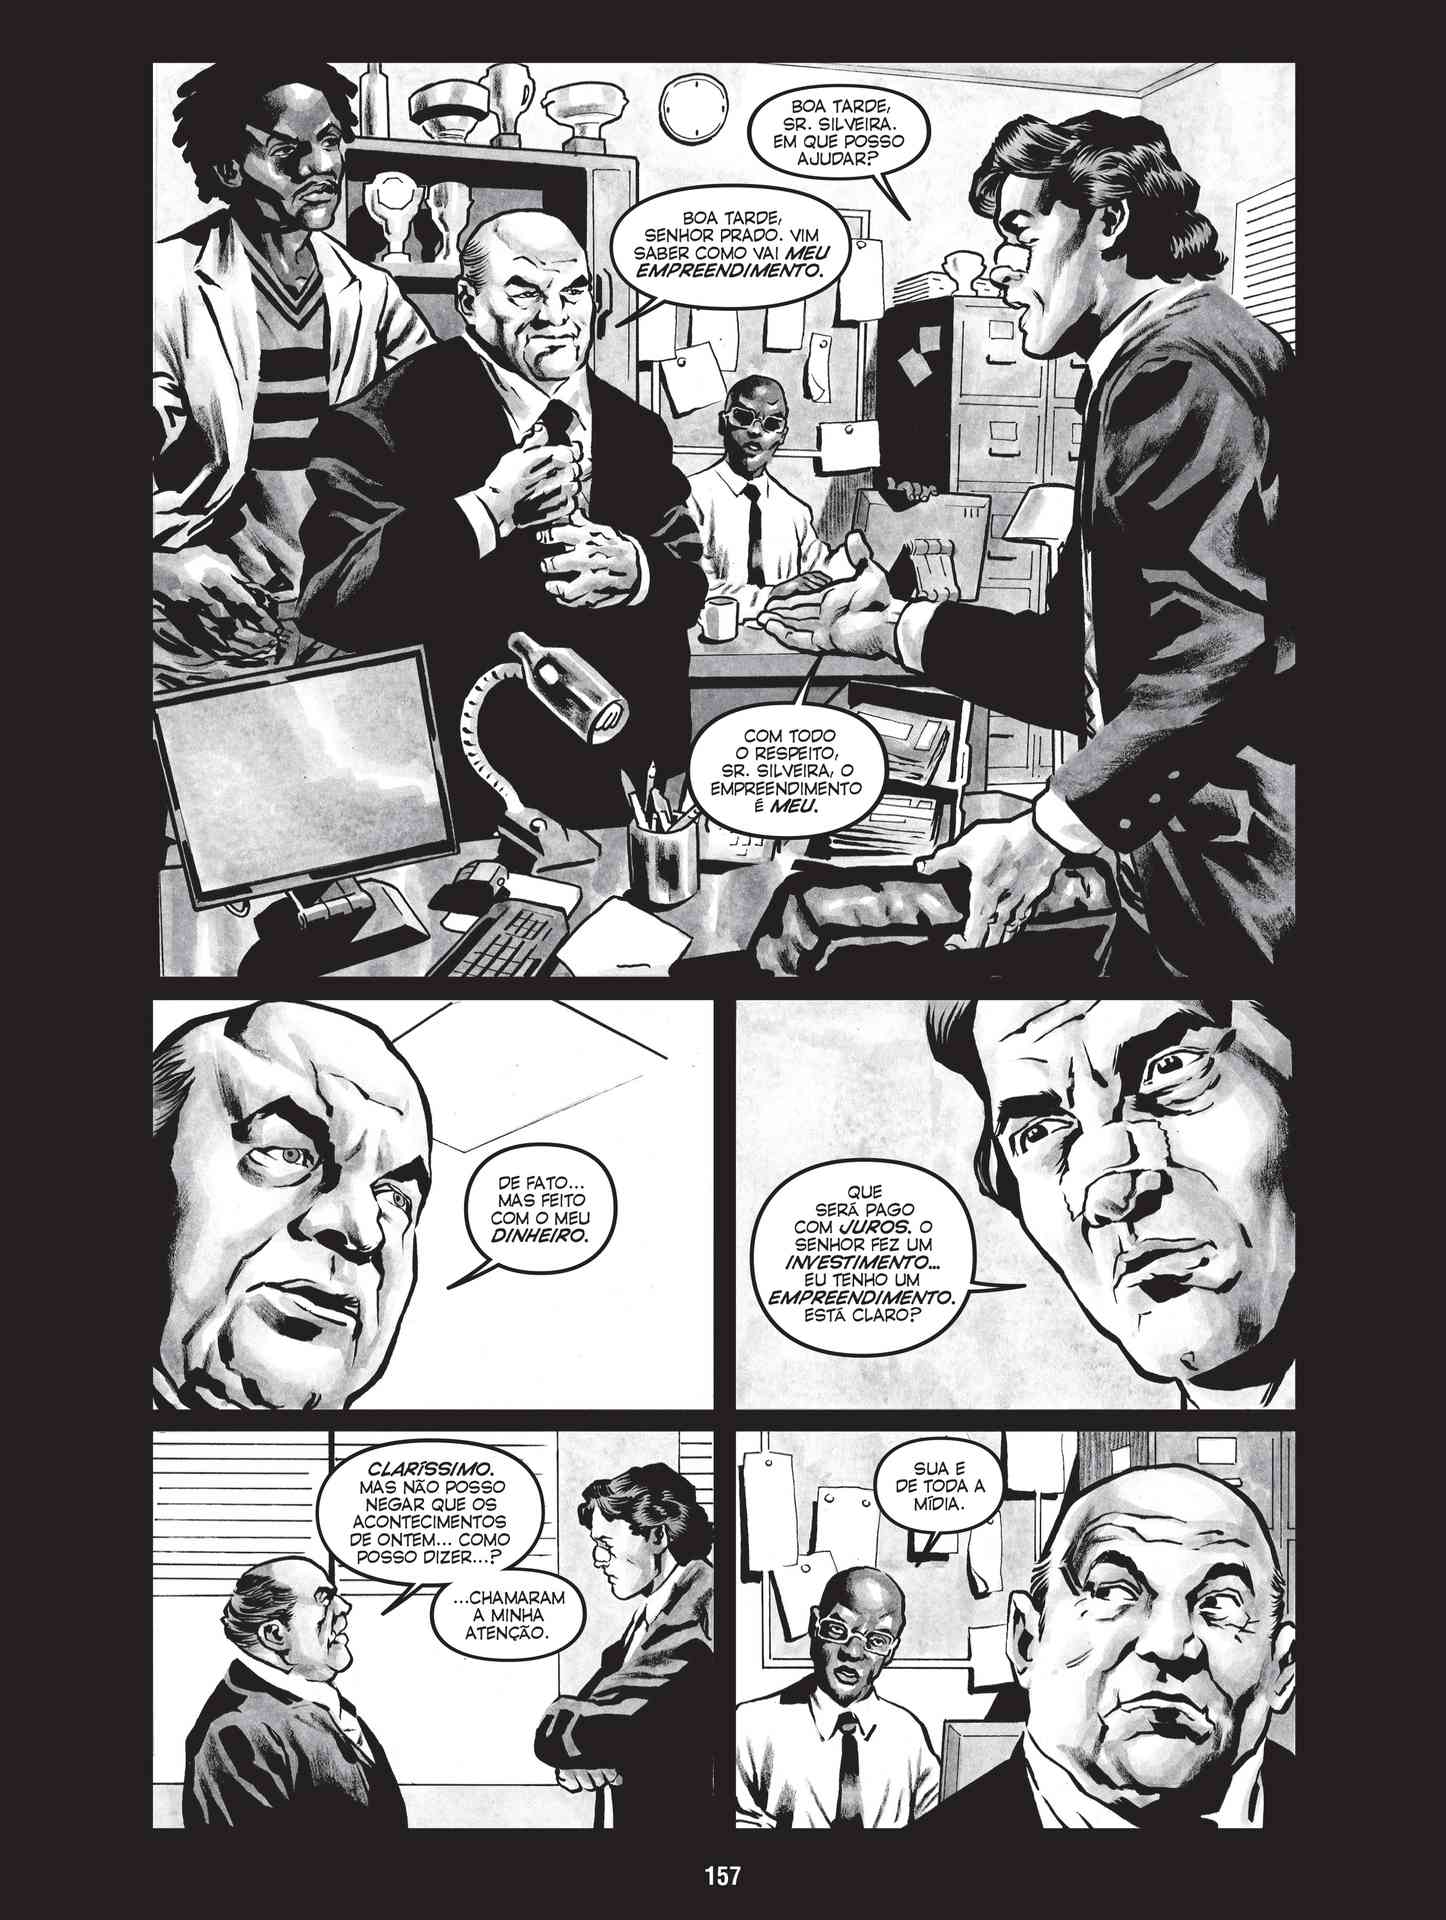 BOA TARDE,
SR. SILVEIRA.
EM QUE POSSO
AJUDAR?
BOA TARDE,
SENHOR PRADO. VIM
SABER COMO VAI MEU
EMPREENDIMENTO.
COM TODO
O RESPEITO,
SR. SILVEIRA, O
EMPREENDIMENTO
É MEU.
DE FATO...
MAS FEITO
COM O MEU
DINHEIRO.
QUE
SERÁ PAGO
COM JUROS. O
SENHOR FEZ UM
INVESTIMENTO...
EU TENHO UM
EMPREENDIMENTO.
ESTÁ CLARO?
CLARÍSSIMO.
MAS NÃO POSSO
NEGAR QUE OS
ACONTECIMENTOS
DE ONTEM... COMO
POSSO DIZER...?
...CHAMARAM
A MINHA
ATENÇÃO.
SUA E
DE TODA A
MÍDIA.
157